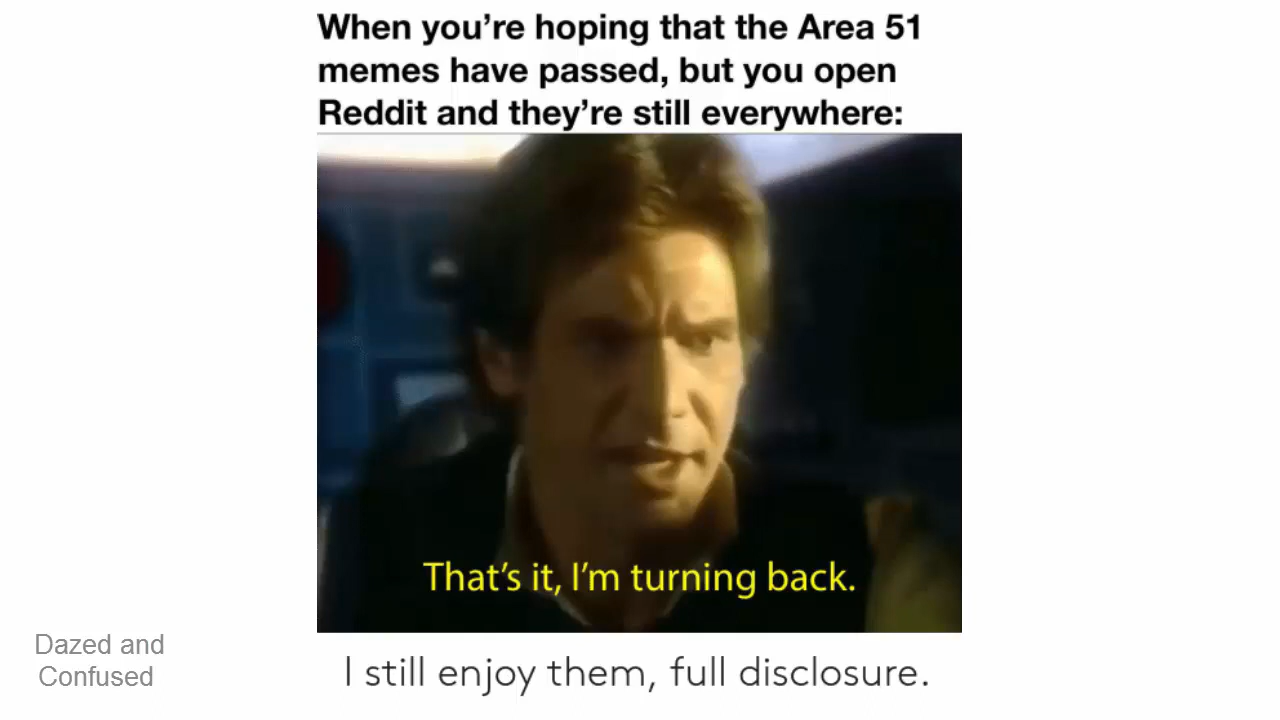 When you’re hoping that the Area 51
memes have passed, but you open
Reddit and they’re still everywhere:
That’s it, I’m turning back.
Dazed and
Confused
I still enjoy them, full disclosure.